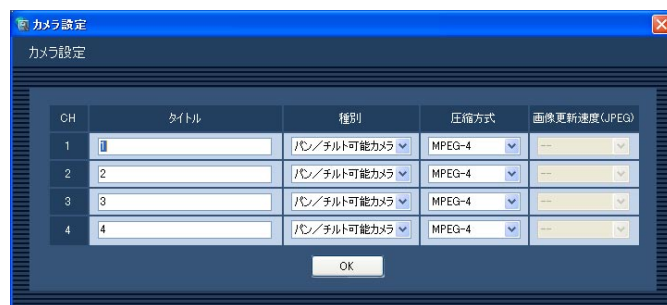 カメラ設定
カメラ設定
CH タイトル 種別 圧縮方式 画像更新速度(JPEG)
1 1 パン／チルト可能カメラ MPEG-4 --
2 2 パン／チルト可能カメラ MPEG-4 --
3 3 パン／チルト可能カメラ MPEG-4 --
4 4 パン／チルト可能カメラ MPEG-4 --
OK